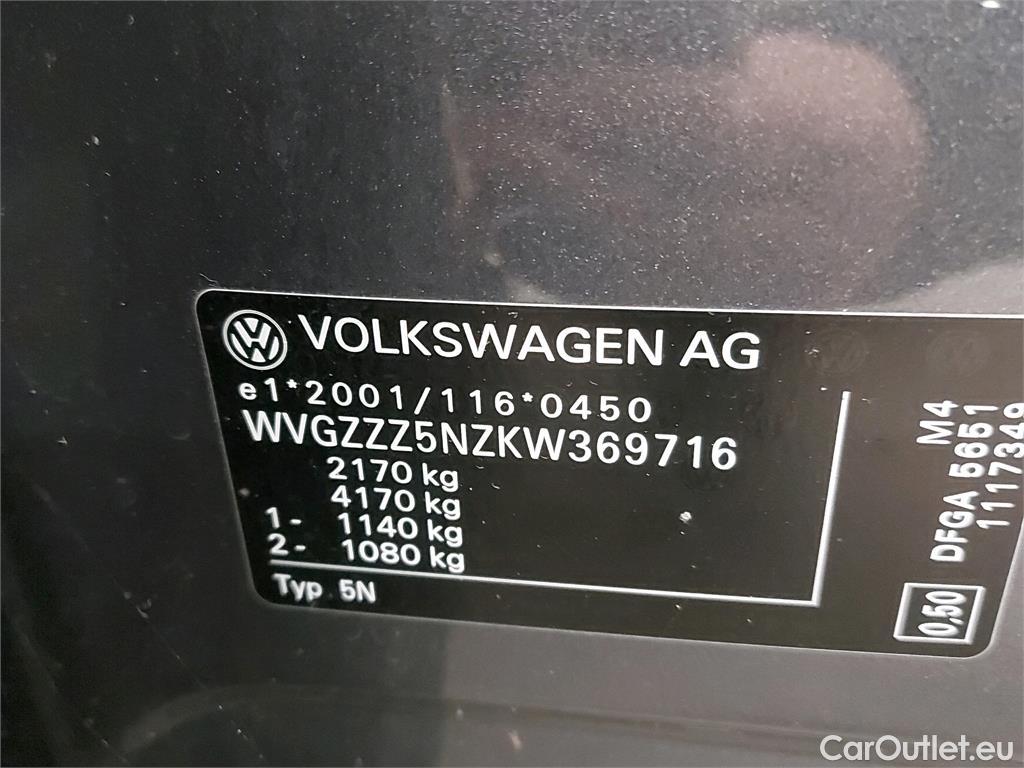 VOLKSWAGEN AG
e1*2001/116*0450
WVGZZZ5NZKW369716
2170 kg
4170 kg
1- 1140 kg
2- 1080 kg
Typ 5N
M4
DFGA 5651
1117349
0,50
CarOutlet.eu